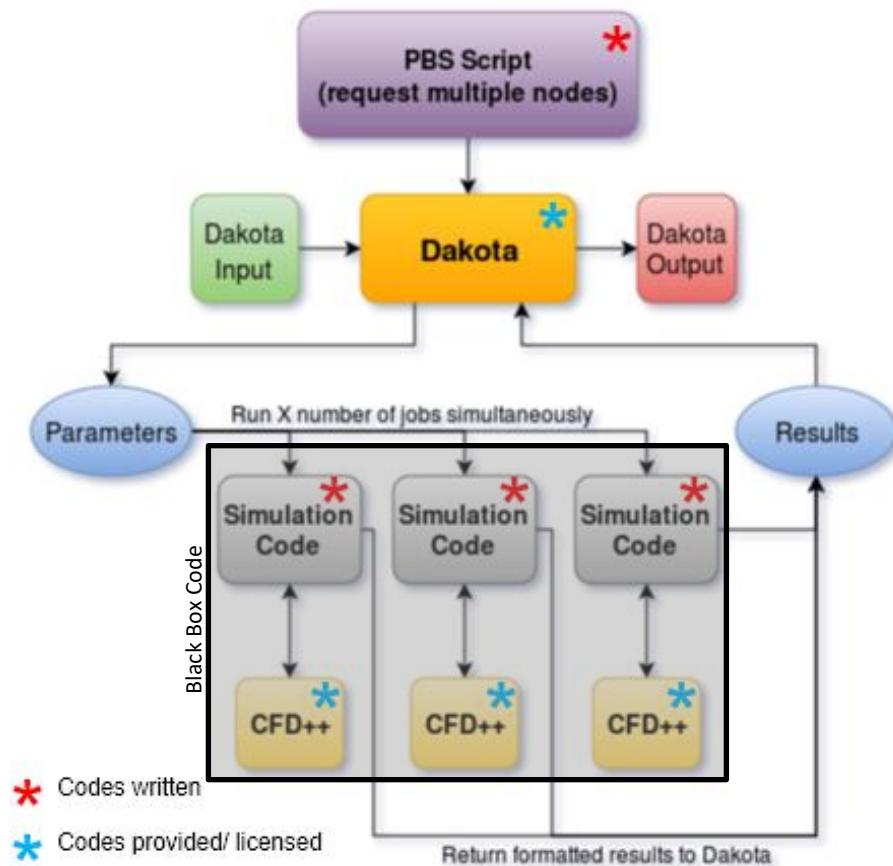 PBS Script
(request multiple nodes)
Dakota
Input
Dakota
Dakota
Output
Parameters
Run X number of jobs simultaneously
Results
Black Box Code
Simulation
Code
Simulation
Code
Simulation
Code
CFD++
CFD++
CFD++
Codes written
Codes provided/ licensed
Return formatted results to Dakota